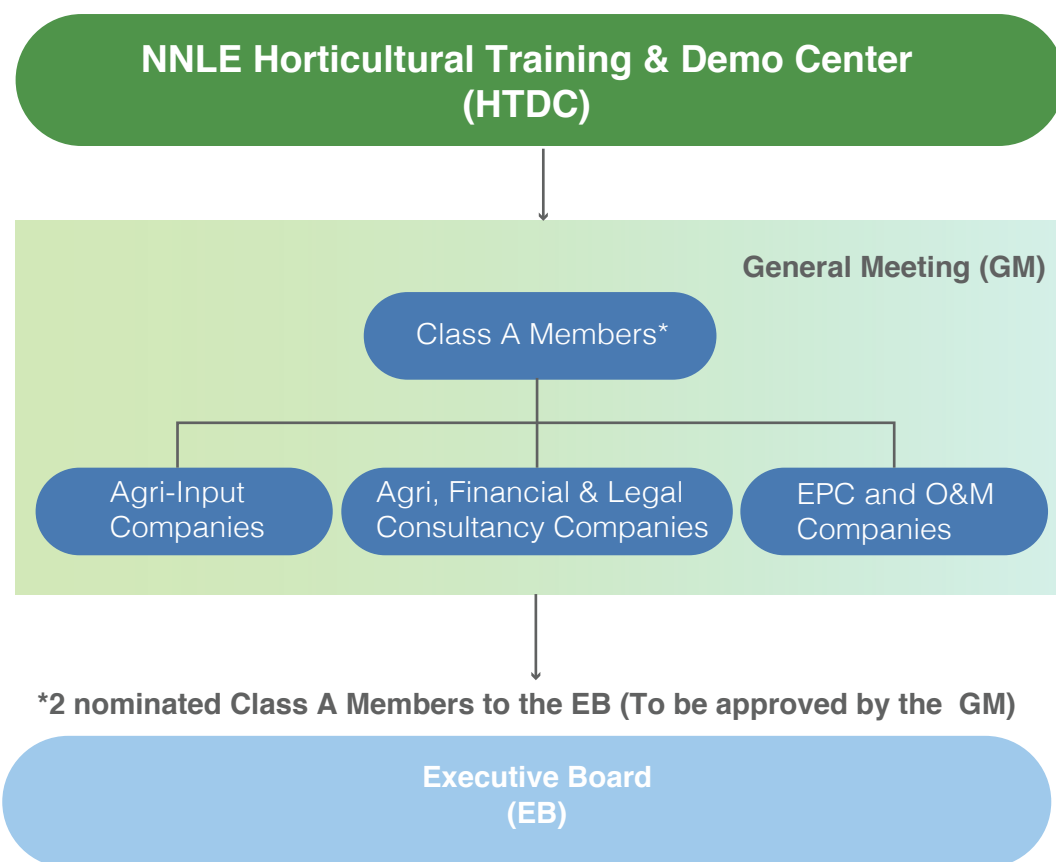 NNLE Horticultural Training & Demo Center
(HTDC)
General Meeting (GM)
Class A Members*
Agri-Input
Companies
Agri, Financial & Legal
Consultancy Companies
EPC and O&M
Companies
*2 nominated Class A Members to the EB (To be approved by the GM)
Executive Board
(EB)